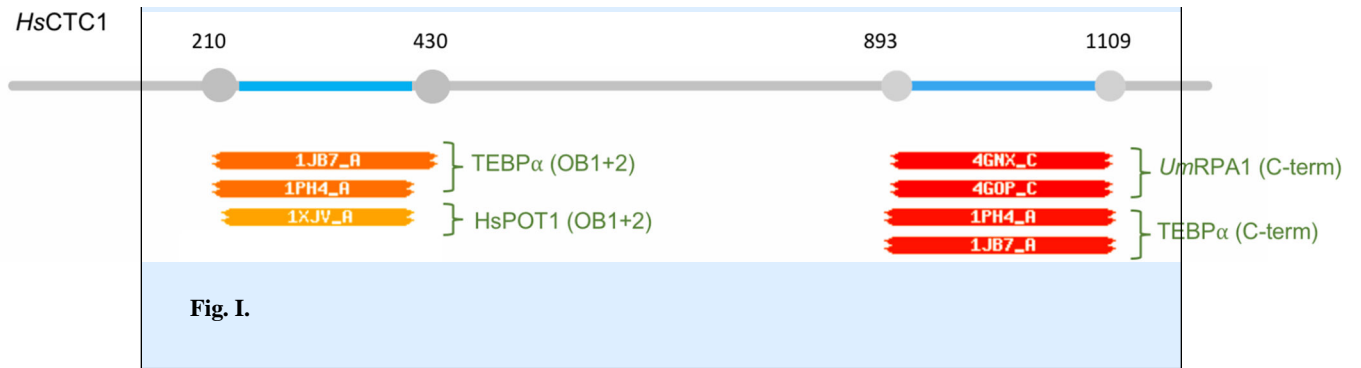 HsCTC1
210 430 893 1109
1JB7_A
1PH4_A
TEBPα (OB1+2)
1XJV_A
HsPOT1 (OB1+2)
4GNX_C
4GOP_C
UmRPA1 (C-term)
1PH4_A
1JB7_A
TEBPα (C-term)
Fig. I.